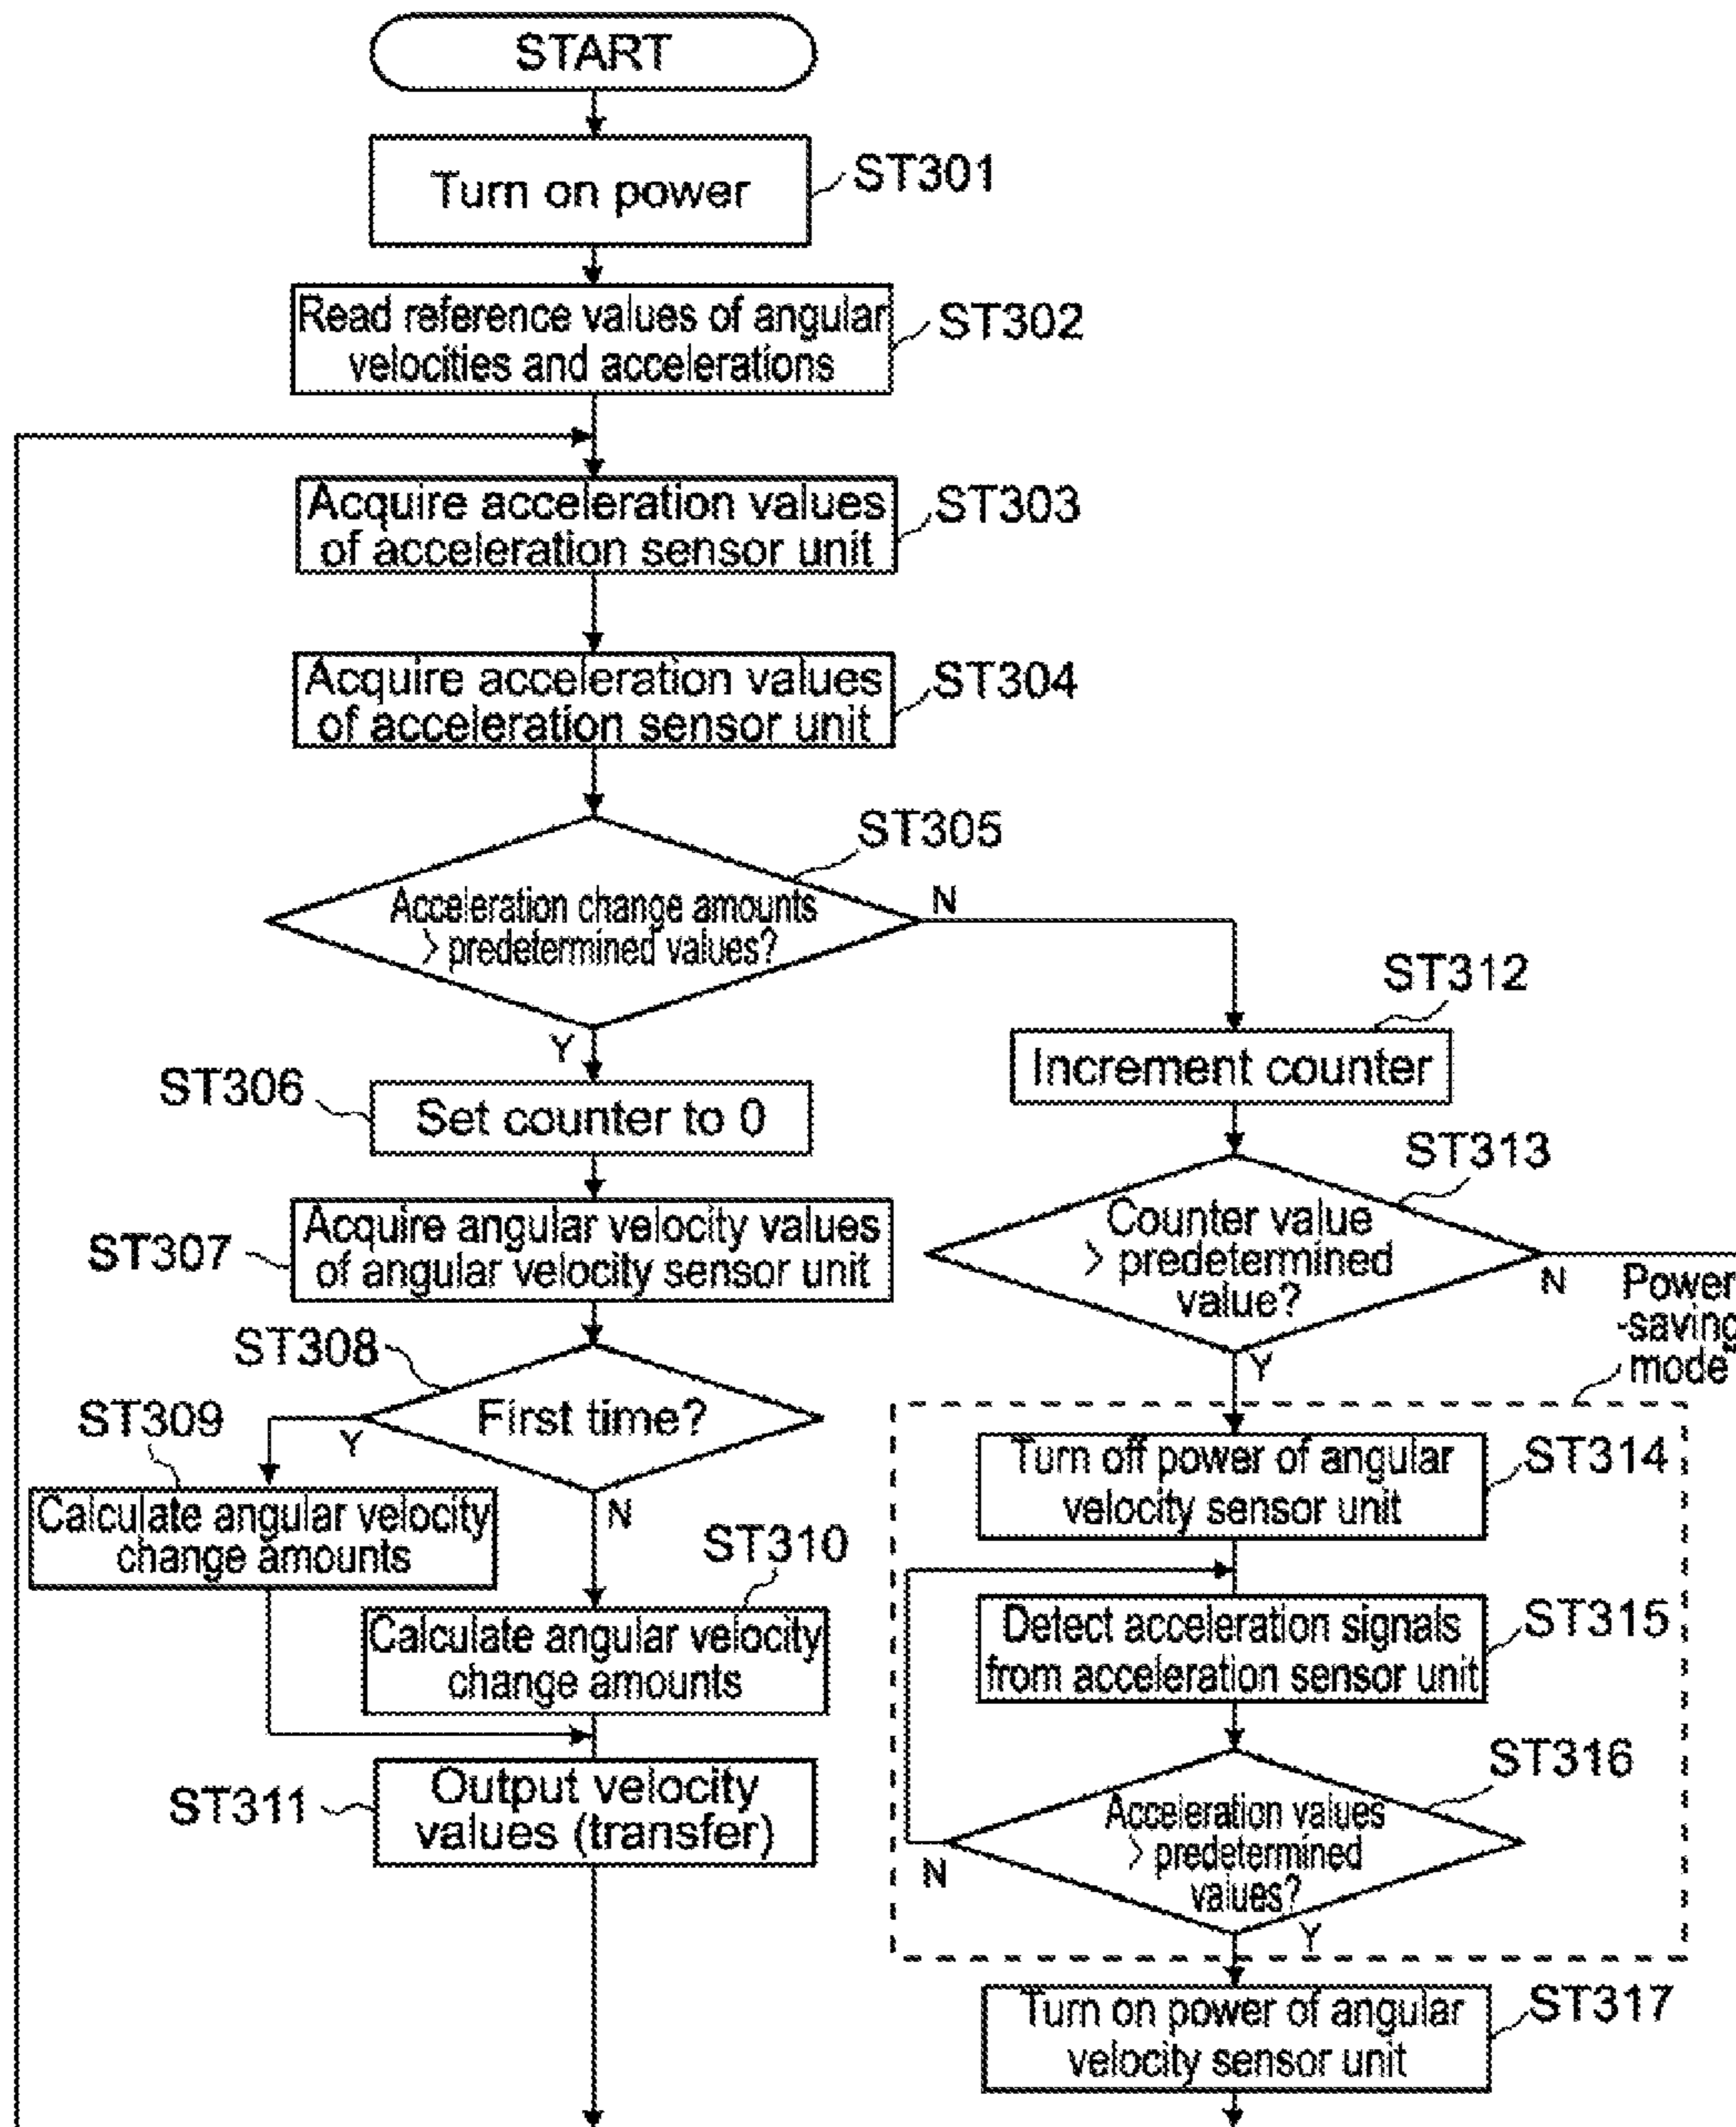 START
Turn on power
ST301
Read reference values of angular
velocities and accelerations
ST302
Acquire acceleration values
of acceleration sensor unit
ST303
Acquire acceleration values
of acceleration sensor unit
ST304
ST305
Acceleration change amounts
> predetermined values?
N
Y
ST306
Set counter to 0
ST307
Acquire angular velocity values
of angular velocity sensor unit
ST308
First time?
Y
N
ST309
Calculate angular velocity
change amounts
ST310
Calculate angular velocity
change amounts
ST311
Output velocity
values (transfer)
ST312
Increment counter
ST313
Counter value
> predetermined
value?
N
Y
Power
-saving
mode
Turn off power of angular
velocity sensor unit
ST314
Detect acceleration signals
from acceleration sensor unit
ST315
ST316
Acceleration values
> predetermined
values?
N
Y
Turn on power of angular
velocity sensor unit
ST317